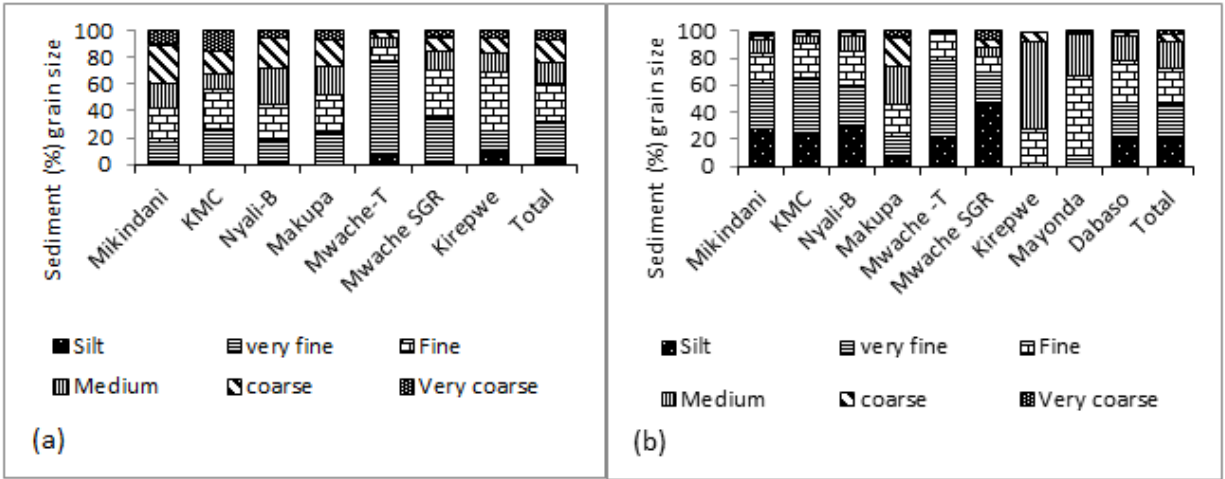 Sediment (%) grain size
100
80
60
40
20
0
Mikindani
KMC
Nyali-B
Makupa
Mwache-T
Mwache SGR
Kirepwe
Total
Silt very fine Fine
Medium coarse Very coarse
(a)
Sediment (%) grain size
100
80
60
40
20
0
Mikindani
KMC
Nyali-B
Makupa
Mwache -T
Mwache SGR
Kirepwe
Mayonda
Dabaso
Total
Silt very fine Fine
Medium coarse Very coarse
(b)